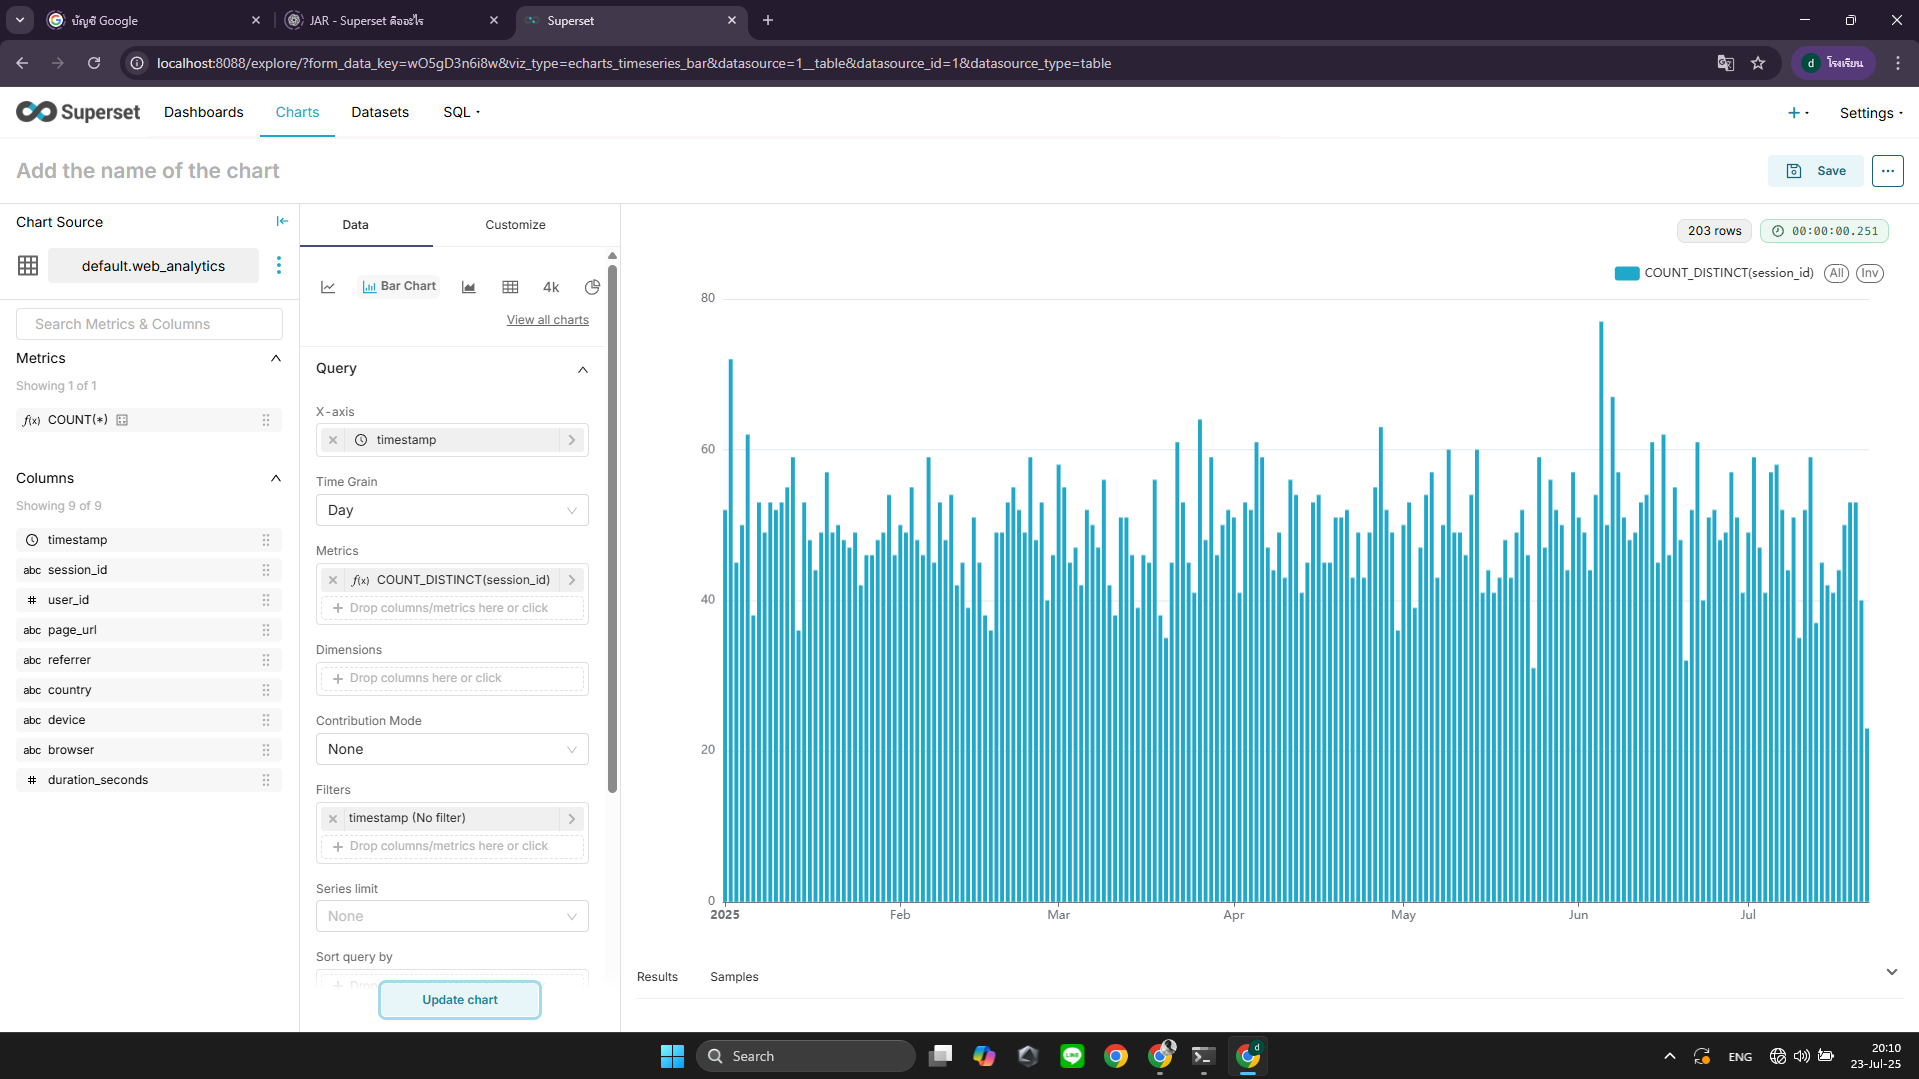 บัญชี Google
JAR - Superset คืออะไร
Superset
localhost:8088/explore/?form_data_key=wO5gD3n6i8w&viz_type=echarts_timeseries_bar&datasource=1__table&datasource_id=1&datasource_type=table
d
โรงเรียน
Superset
Dashboards
Charts
Datasets
SQL
Settings
Add the name of the chart
Save
Chart Source
default.web_analytics
Search Metrics & Columns
Metrics
Showing 1 of 1
f(x) COUNT(*)
Columns
Showing 9 of 9
timestamp
abc session_id
# user_id
abc page_url
abc referrer
abc country
abc device
abc browser
# duration_seconds
Data
Customize
Bar Chart
4k
View all charts
Query
X-axis
timestamp
Time Grain
Day
Metrics
f(x) COUNT_DISTINCT(session_id)
Drop columns/metrics here or click
Dimensions
Drop columns here or click
Contribution Mode
None
Filters
timestamp (No filter)
Drop columns/metrics here or click
Series limit
None
Sort query by
Update chart
203 rows
00:00:00.251
COUNT_DISTINCT(session_id)
All
Inv
80
60
40
20
0
2025
Feb
Mar
Apr
May
Jun
Jul
Results
Samples
Search
LINE
d
ENG
20:10
23-Jul-25